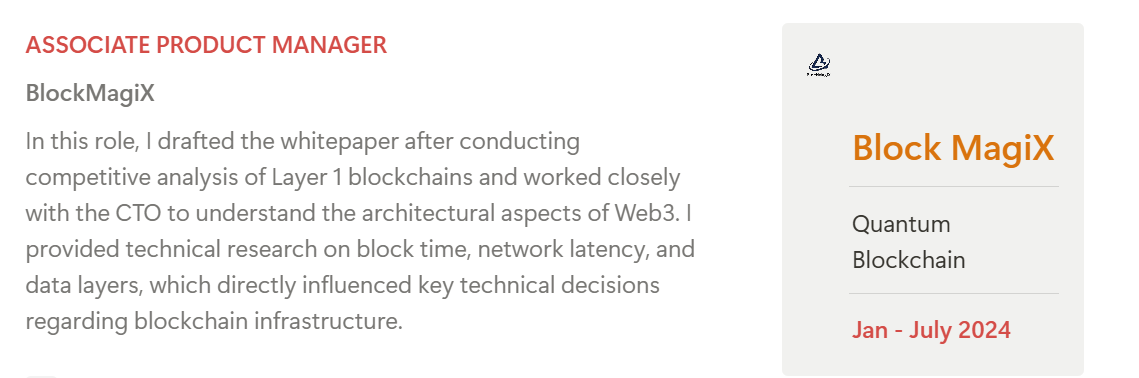 ASSOCIATE PRODUCT MANAGER
BlockMagiX
In this role, I drafted the whitepaper after conducting
competitive analysis of Layer 1 blockchains and worked closely
with the CTO to understand the architectural aspects of Web3. I
provided technical research on block time, network latency, and
data layers, which directly influenced key technical decisions
regarding blockchain infrastructure.
Block MagiX
Quantum
Blockchain
Jan - July 2024